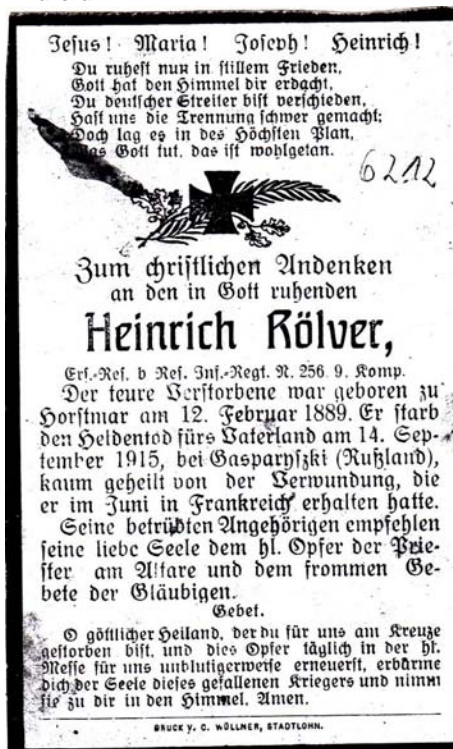 Jesus! Maria! Joseph! Heinrich!
Du ruhest nun in stillem Frieden,
Gott hat den Himmel dir erdacht,
Du deutscher Streiter bist verschieden,
Hast uns die Trennung schwer gemacht;
Doch lag es in des Höchsten Plan,
Was Gott tut, das ist wohlgetan.
6212
Zum christlichen Andenken
an den in Gott ruhenden
Heinrich Rölver,
Ers.-Res. b Res. Inf.-Regt. N. 256 9. Komp.
Der teure Verstorbene war geboren zu
Horstmar am 12. Februar 1889. Er starb
den Heldentod fürs Vaterland am 14. Sep-
tember 1915, bei Gasparyszki (Rußland),
kaum geheilt von der Verwundung, die
er im Juni in Frankreich erhalten hatte.
Seine betrübten Angehörigen empfehlen
seine liebe Seele dem hl. Opfer der Prie-
ster am Altare und dem frommen Ge-
bete der Gläubigen.
Gebet.
O göttlicher Heiland, der du für uns am Kreuze
gestorben bist, und dies Opfer täglich in der hl.
Messe für uns unblutigerweise erneuerst, erbarme
dich der Seele dieses gefallenen Kriegers und nimm
sie zu dir in den Himmel. Amen.
DRUCK V. C. WÜLLNER, STADTLOHN.